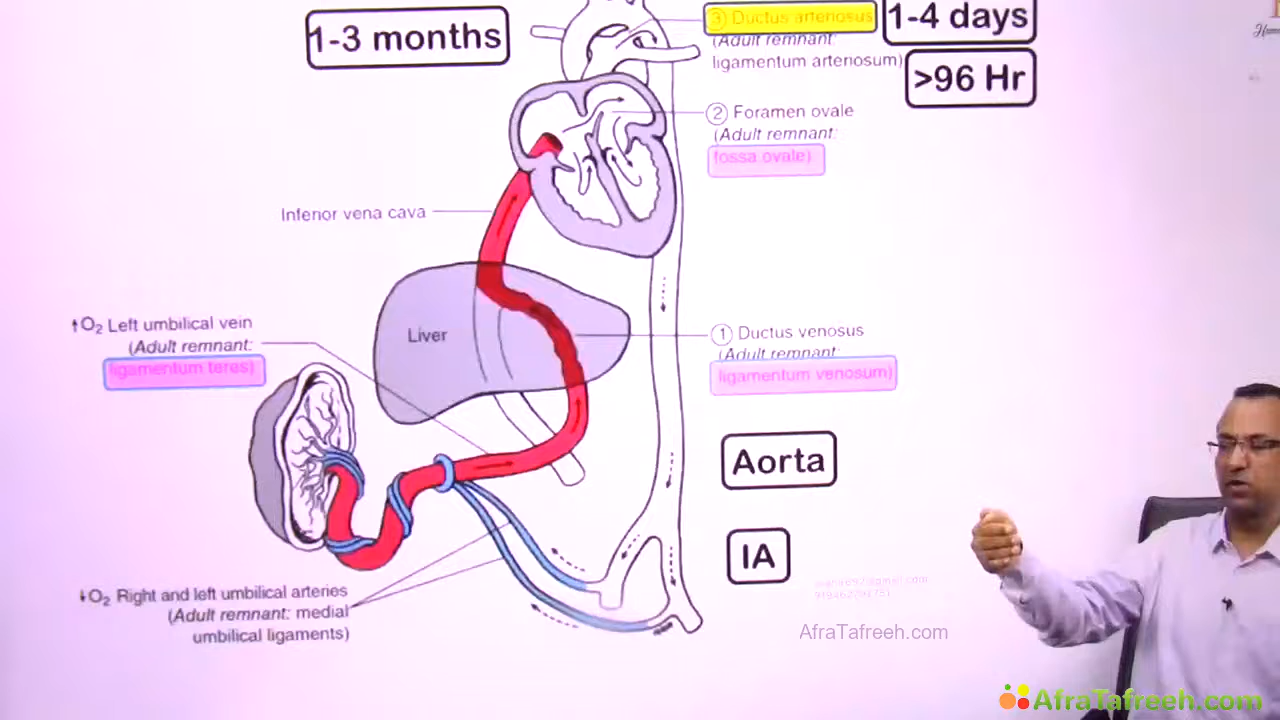 1-3 months
③ Ductus arteriosus
(Adult remnant:
ligamentum arteriosum)
1-4 days
>96 Hr
② Foramen ovale
(Adult remnant:
fossa ovale)
Inferior vena cava
↑O₂ Left umbilical vein
(Adult remnant:
ligamentum teres)
Liver
① Ductus venosus
(Adult remnant:
ligamentum venosum)
Aorta
IA
↓O₂ Right and left umbilical arteries
(Adult remnant: medial
umbilical ligaments)
AfraTafreeh.com
AfraTafreeh.com